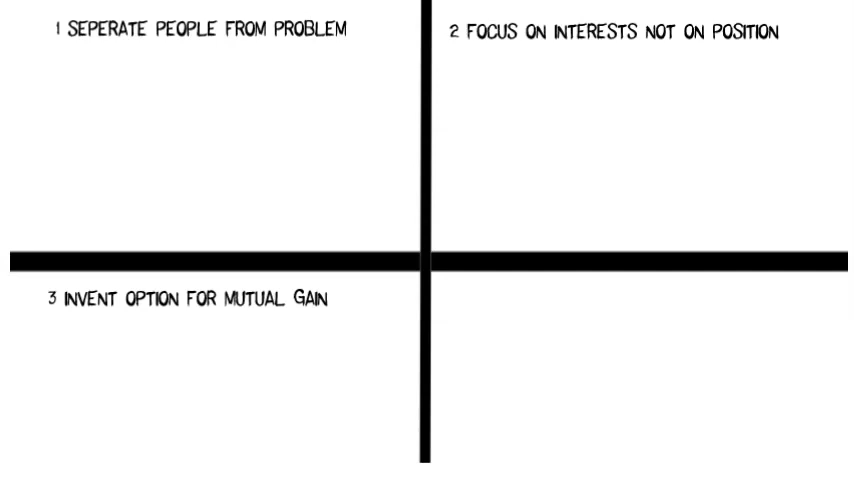 1 SEPERATE PEOPLE FROM PROBLEM
2 FOCUS ON INTERESTS NOT ON POSITION
3 INVENT OPTION FOR MUTUAL GAIN